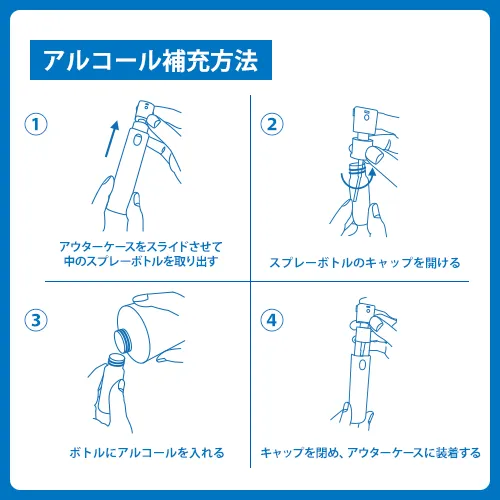 アルコール補充方法
1
アウターケースをスライドさせて
中のスプレーボトルを取り出す
2
スプレーボトルのキャップを開ける
3
ボトルにアルコールを入れる
4
キャップを閉め、アウターケースに装着する